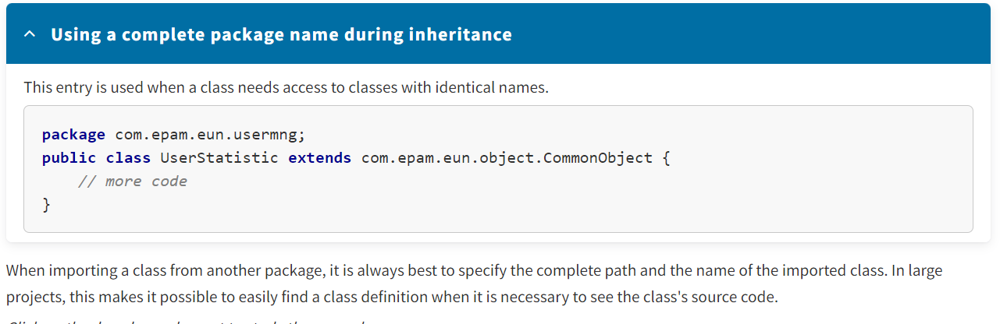 Using a complete package name during inheritance
This entry is used when a class needs access to classes with identical names.
package com.epam.eun.usermng;
public class UserStatistic extends com.epam.eun.object.CommonObject {
// more code
}
When importing a class from another package, it is always best to specify the complete path and the name of the imported class. In large
projects, this makes it possible to easily find a class definition when it is necessary to see the class's source code.